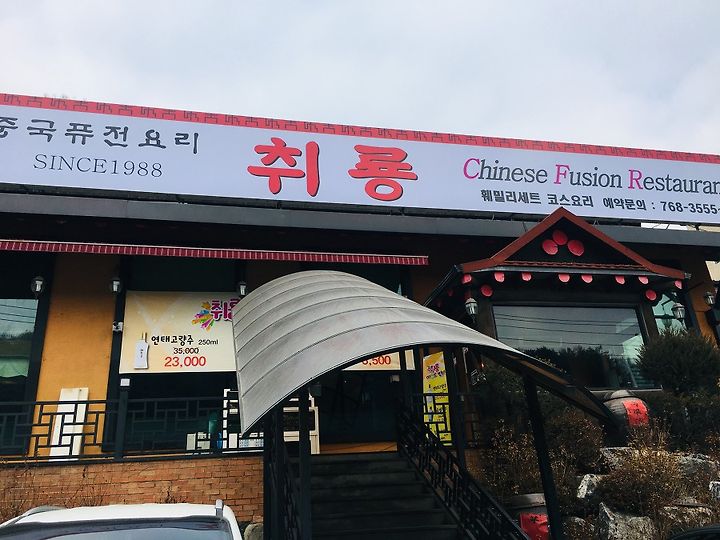 중국퓨전요리
SINCE1988
취룡
Chinese Fusion Restaurant
훼밀리세트 코스요리 예약문의 : 768-3555
연태고량주 250ml
35,000
23,000